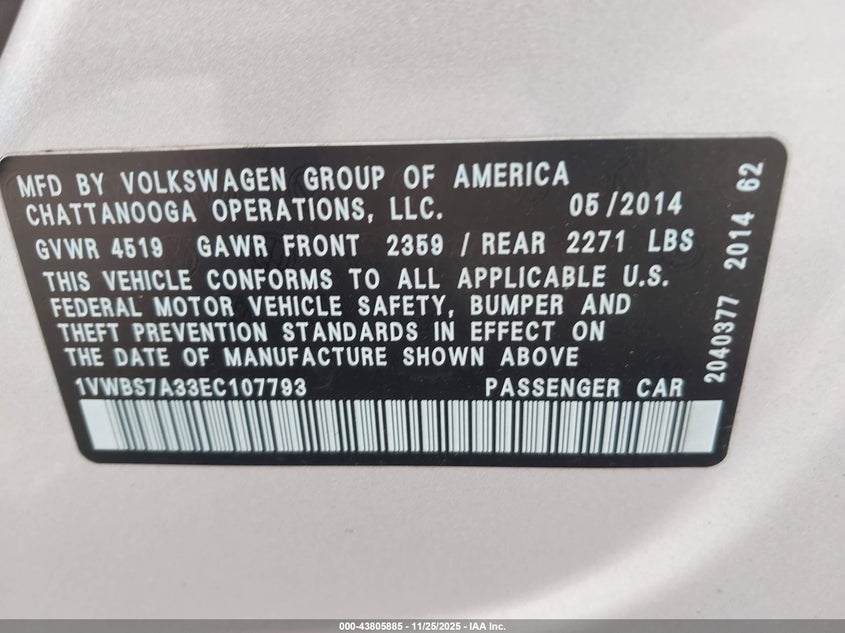 MFD BY VOLKSWAGEN GROUP OF AMERICA
CHATTANOOGA OPERATIONS, LLC. 05/2014
GVWR 4519 GAWR FRONT 2359 / REAR 2271 LBS
THIS VEHICLE CONFORMS TO ALL APPLICABLE U.S.
FEDERAL MOTOR VEHICLE SAFETY, BUMPER AND
THEFT PREVENTION STANDARDS IN EFFECT ON
THE DATE OF MANUFACTURE SHOWN ABOVE
1VWBS7A33EC107793 PASSENGER CAR
2040377 2014 62
000-43805885 - 11/25/2025 - IAA Inc.